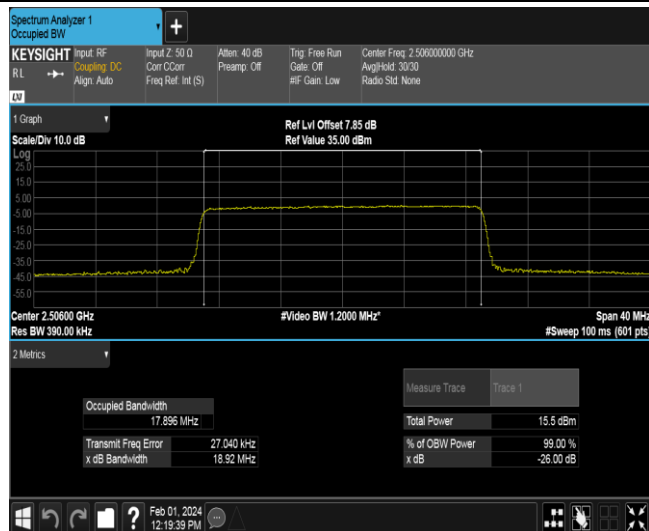 Spectrum Analyzer 1
Occupied BW
+
KEYSIGHT
RL
LXI
Input: RF
Coupling: DC
Align: Auto
Input Z: 50 Ω
Corr CCorr
Freq Ref: Int (S)
Atten: 40 dB
Preamp: Off
Trig: Free Run
Gate: Off
#IF Gain: Low
Center Freq: 2.506000000 GHz
Avg|Hold: 30/30
Radio Std: None
1 Graph
Scale/Div 10.0 dB
Ref Lvl Offset 7.85 dB
Ref Value 35.00 dBm
Log
25.0
15.0
5.00
-5.00
-15.0
-25.0
-35.0
-45.0
-55.0
Center 2.50600 GHz
Res BW 390.00 kHz
#Video BW 1.2000 MHz*
Span 40 MHz
#Sweep 100 ms (601 pts)
2 Metrics
Measure Trace Trace 1
Occupied Bandwidth
17.896 MHz
Total Power 15.5 dBm
Transmit Freq Error 27.040 kHz
% of OBW Power 99.00 %
x dB Bandwidth 18.92 MHz
x dB -26.00 dB
?
Feb 01, 2024
12:19:39 PM